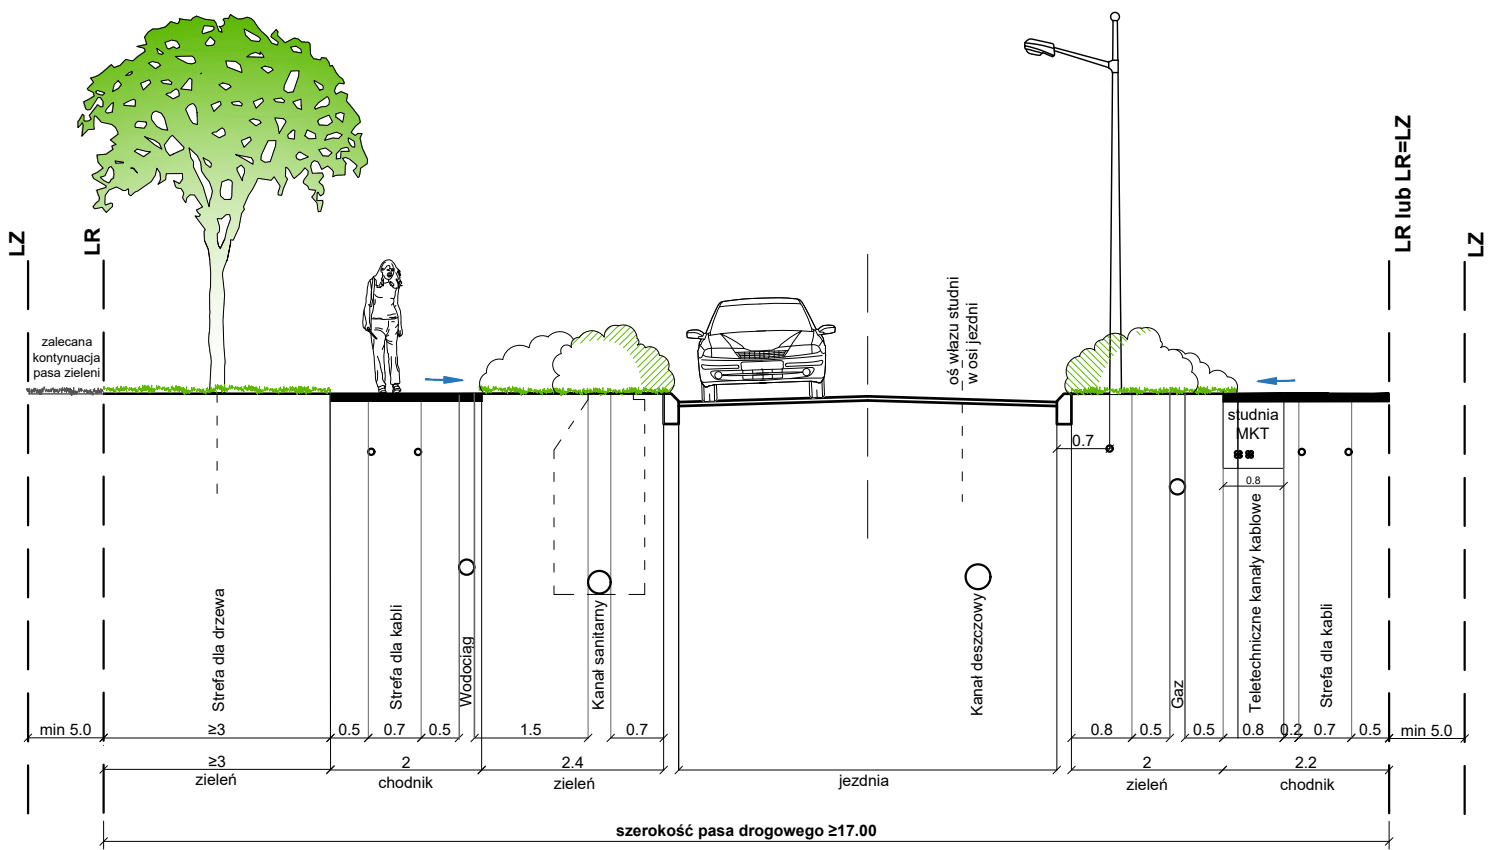 LZ
LR
LR lub LR=LZ
LZ
zalecana
kontynuacja
pasa zieleni
oś włazu studni
w osi jezdni
0.7
studnia
MKT
0.8
Strefa dla drzewa
Strefa dla kabli
Wodociąg
Kanał sanitarny
Kanał deszczowy
Gaz
Teletechniczne kanały kablowe
Strefa dla kabli
min 5.0
≥3
0.5
0.7
0.5
1.5
0.7
0.8
0.5
0.5
0.8
0.2
0.7
0.5
min 5.0
≥3
2
2.4
2
2.2
zieleń
chodnik
zieleń
jezdnia
zieleń
chodnik
szerokość pasa drogowego ≥17.00